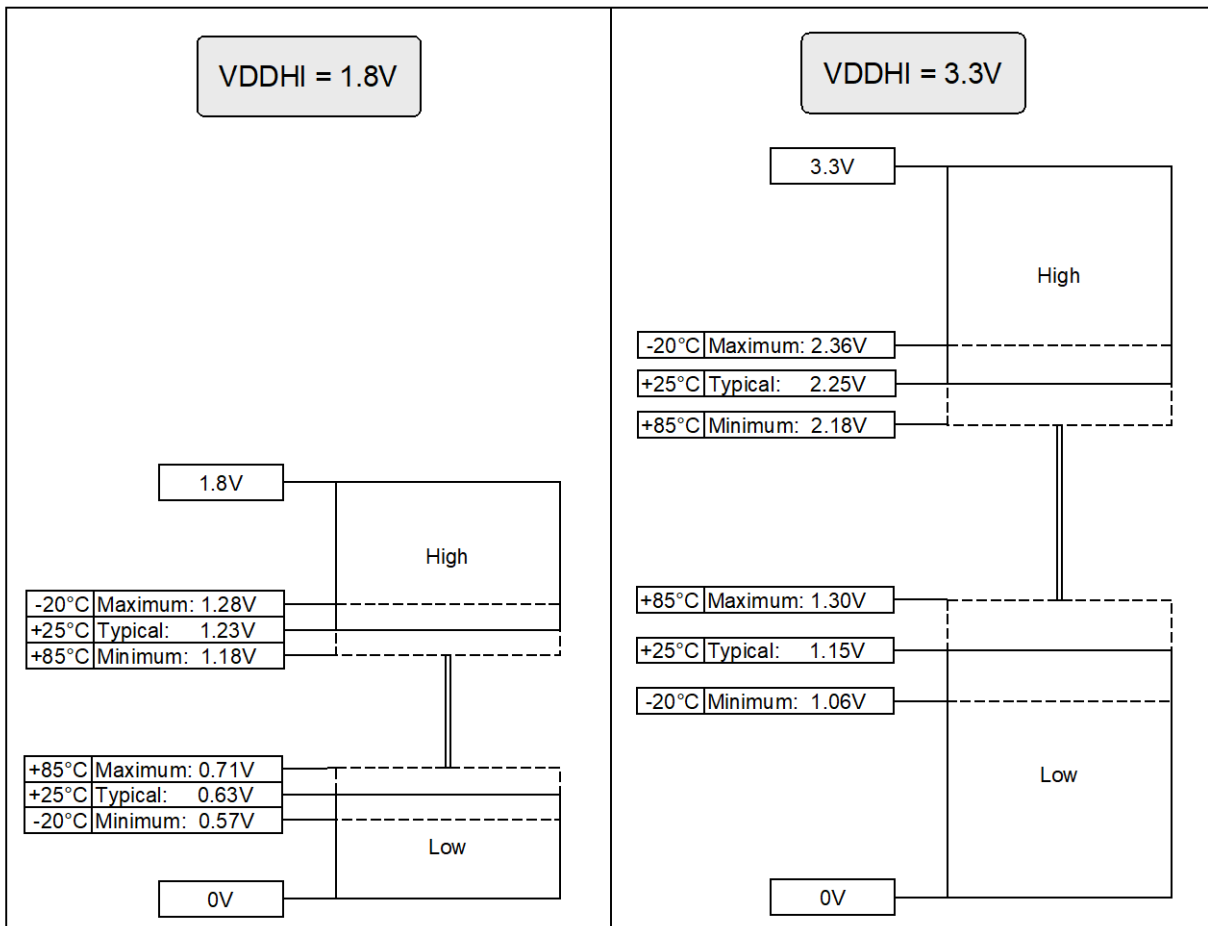 VDDHI = 1.8V
1.8V
High
-20°C Maximum: 1.28V
+25°C Typical: 1.23V
+85°C Minimum: 1.18V
+85°C Maximum: 0.71V
+25°C Typical: 0.63V
-20°C Minimum: 0.57V
Low
0V
VDDHI = 3.3V
3.3V
High
-20°C Maximum: 2.36V
+25°C Typical: 2.25V
+85°C Minimum: 2.18V
+85°C Maximum: 1.30V
+25°C Typical: 1.15V
-20°C Minimum: 1.06V
Low
0V